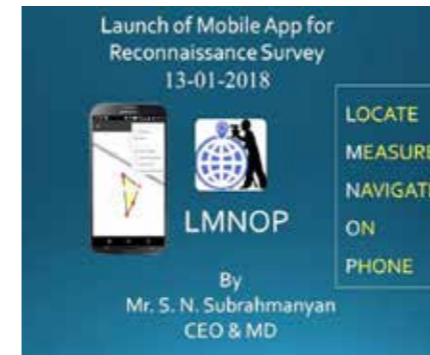 Launch of Mobile App for
Reconnaissance Survey
13-01-2018
LMNOP
LOCATE
MEASURE
NAVIGATE
ON
PHONE
By
Mr. S. N. Subrahmanyan
CEO & MD